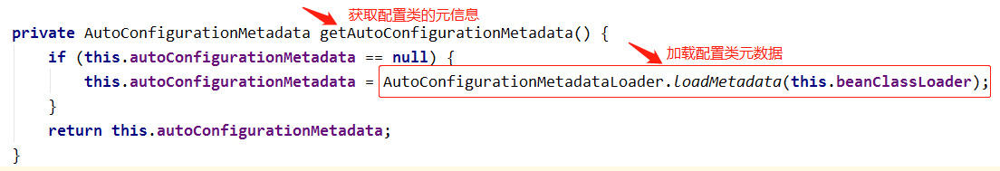 获取配置类的元信息
private AutoConfigurationMetadata getAutoConfigurationMetadata() {
if (this.autoConfigurationMetadata == null) {
加载配置类元数据
this.autoConfigurationMetadata = AutoConfigurationMetadataLoader.loadMetadata(this.beanClassLoader);
}
return this.autoConfigurationMetadata;
}